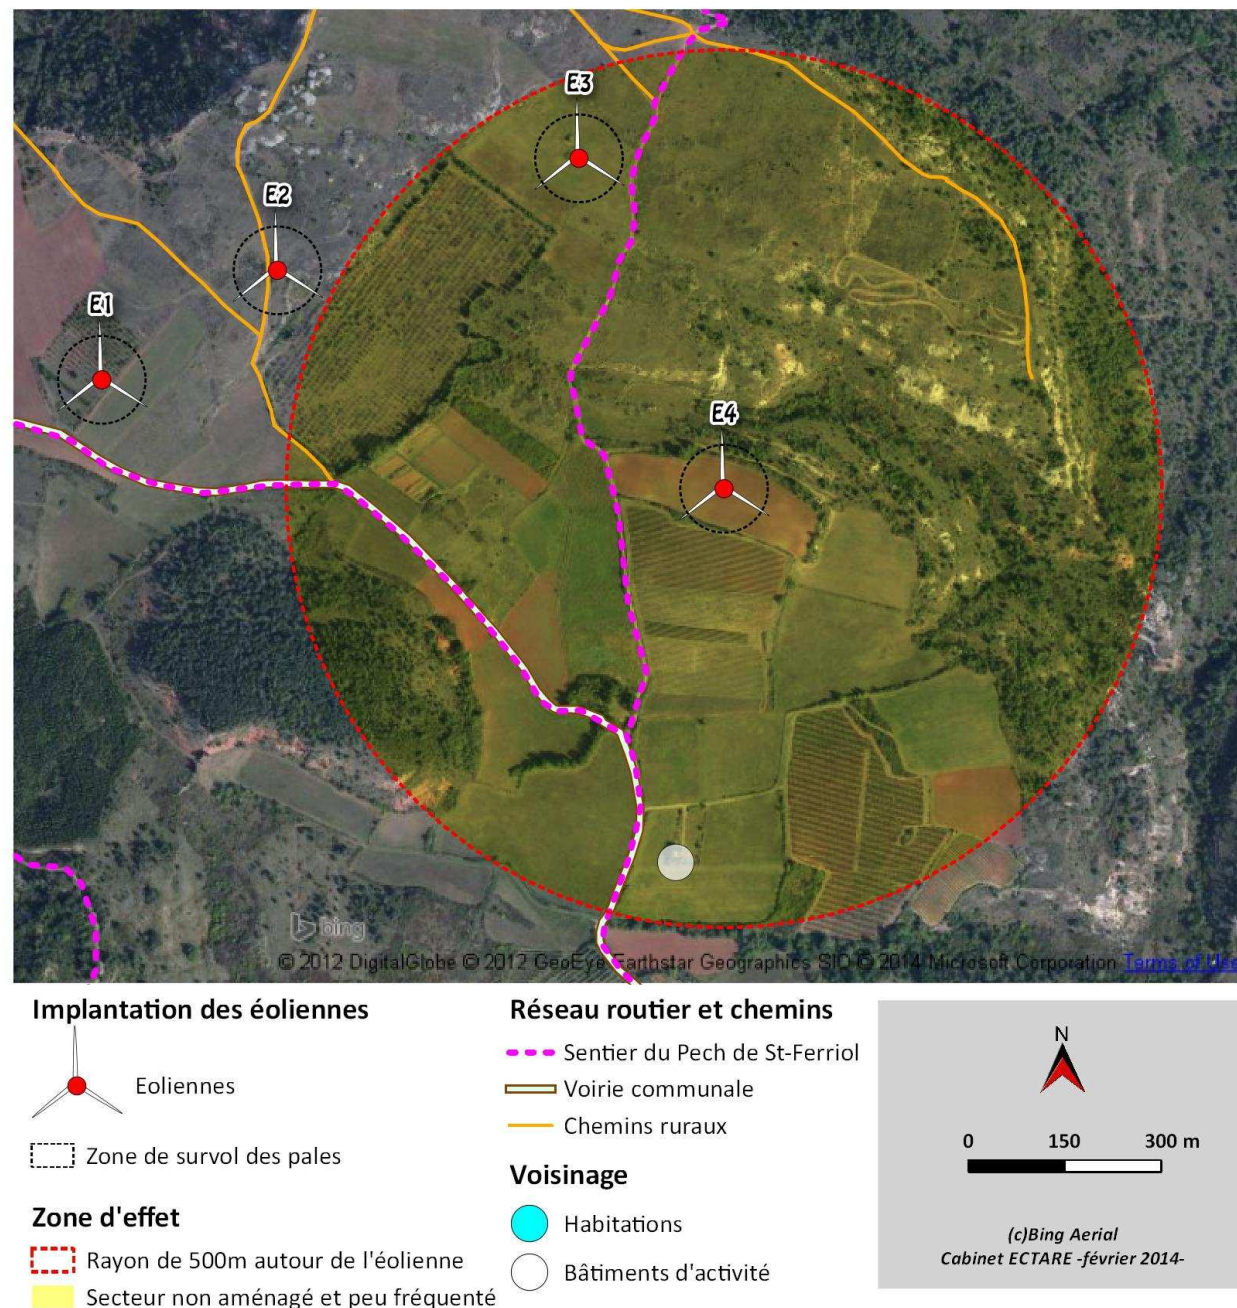 E3
E2
E1
E4
bing
© 2012 DigitalGlobe © 2012 GeoEye Earthstar Geographics SIO © 2014 Microsoft Corporation Terms of Use
Implantation des éoliennes
Eoliennes
Zone de survol des pales
Zone d'effet
Rayon de 500m autour de l'éolienne
Secteur non aménagé et peu fréquenté
Réseau routier et chemins
Sentier du Pech de St-Ferriol
Voirie communale
Chemins ruraux
Voisinage
Habitations
Bâtiments d'activité
N
0 150 300 m
(c)Bing Aerial
Cabinet ECTARE -février 2014-